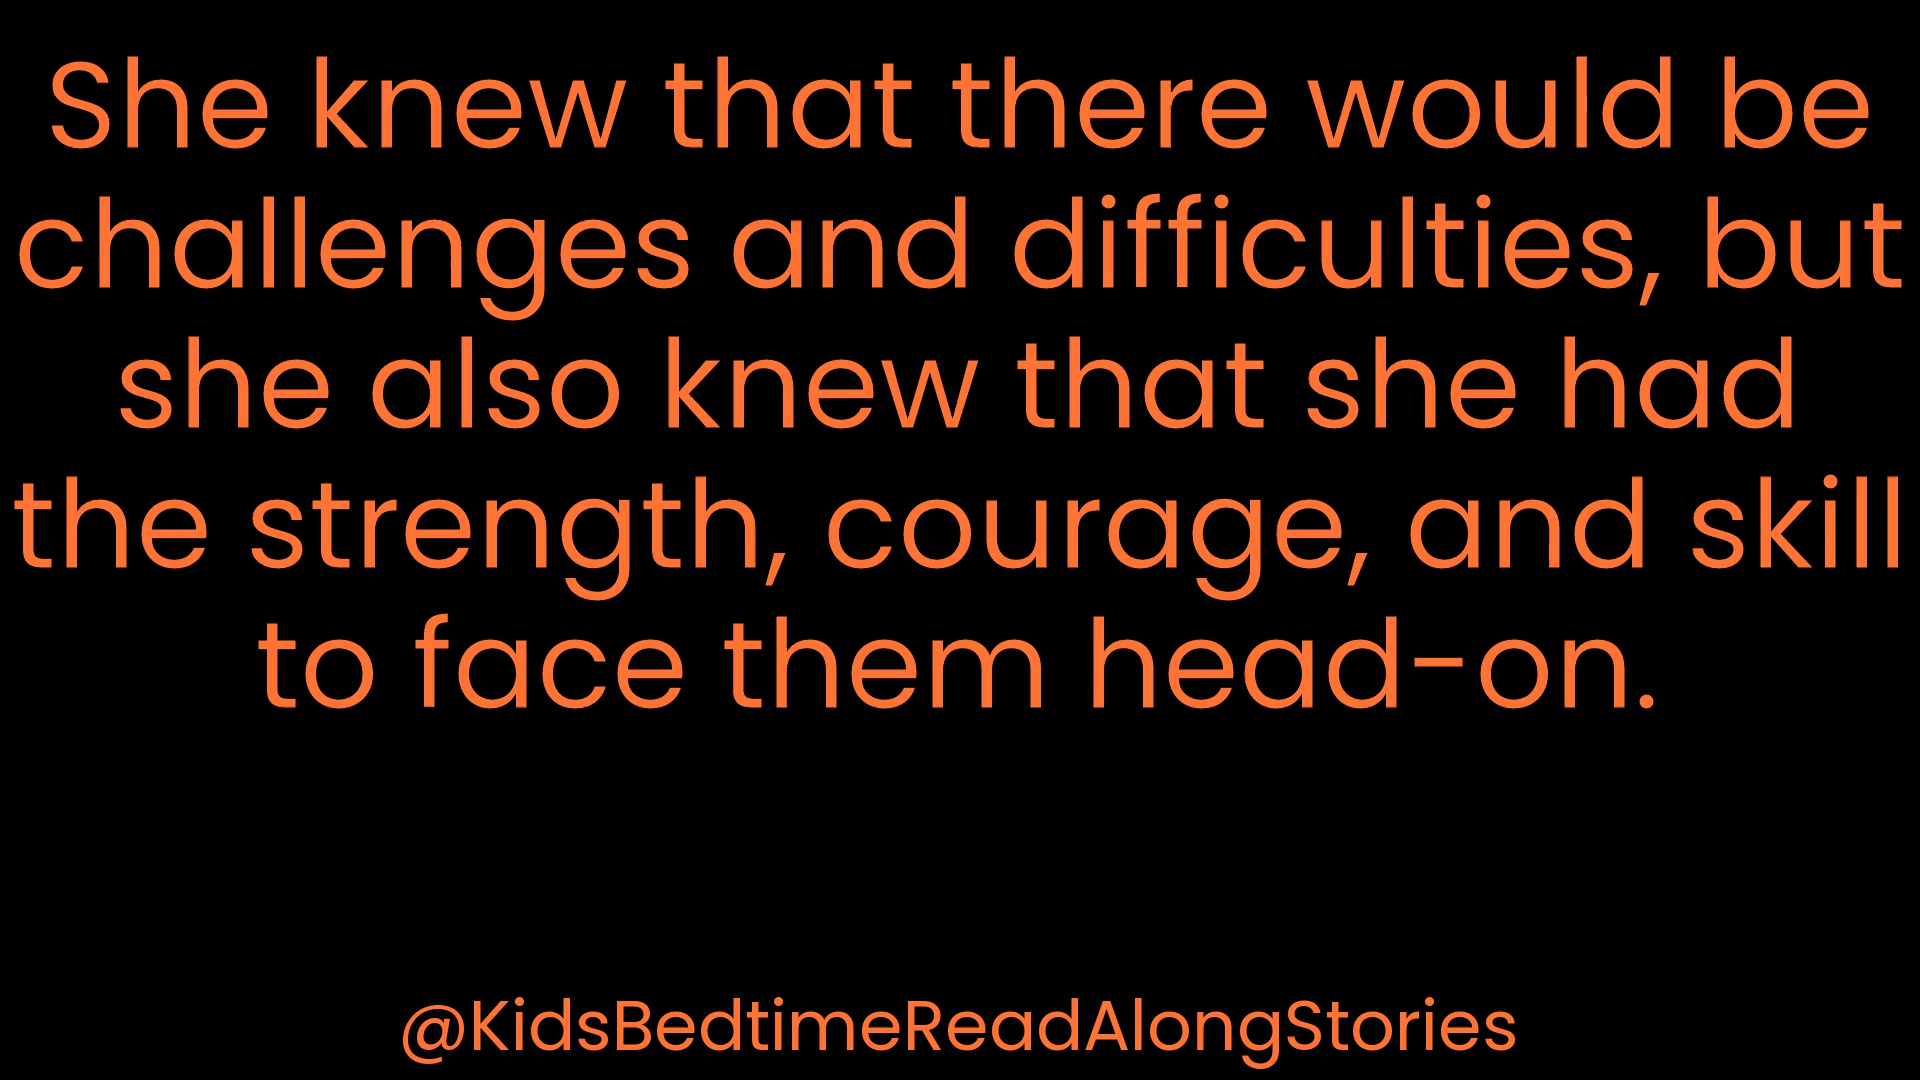 She knew that there would be
challenges and difficulties, but
she also knew that she had
the strength, courage, and skill
to face them head-on.
@KidsBedtimeReadAlongStories